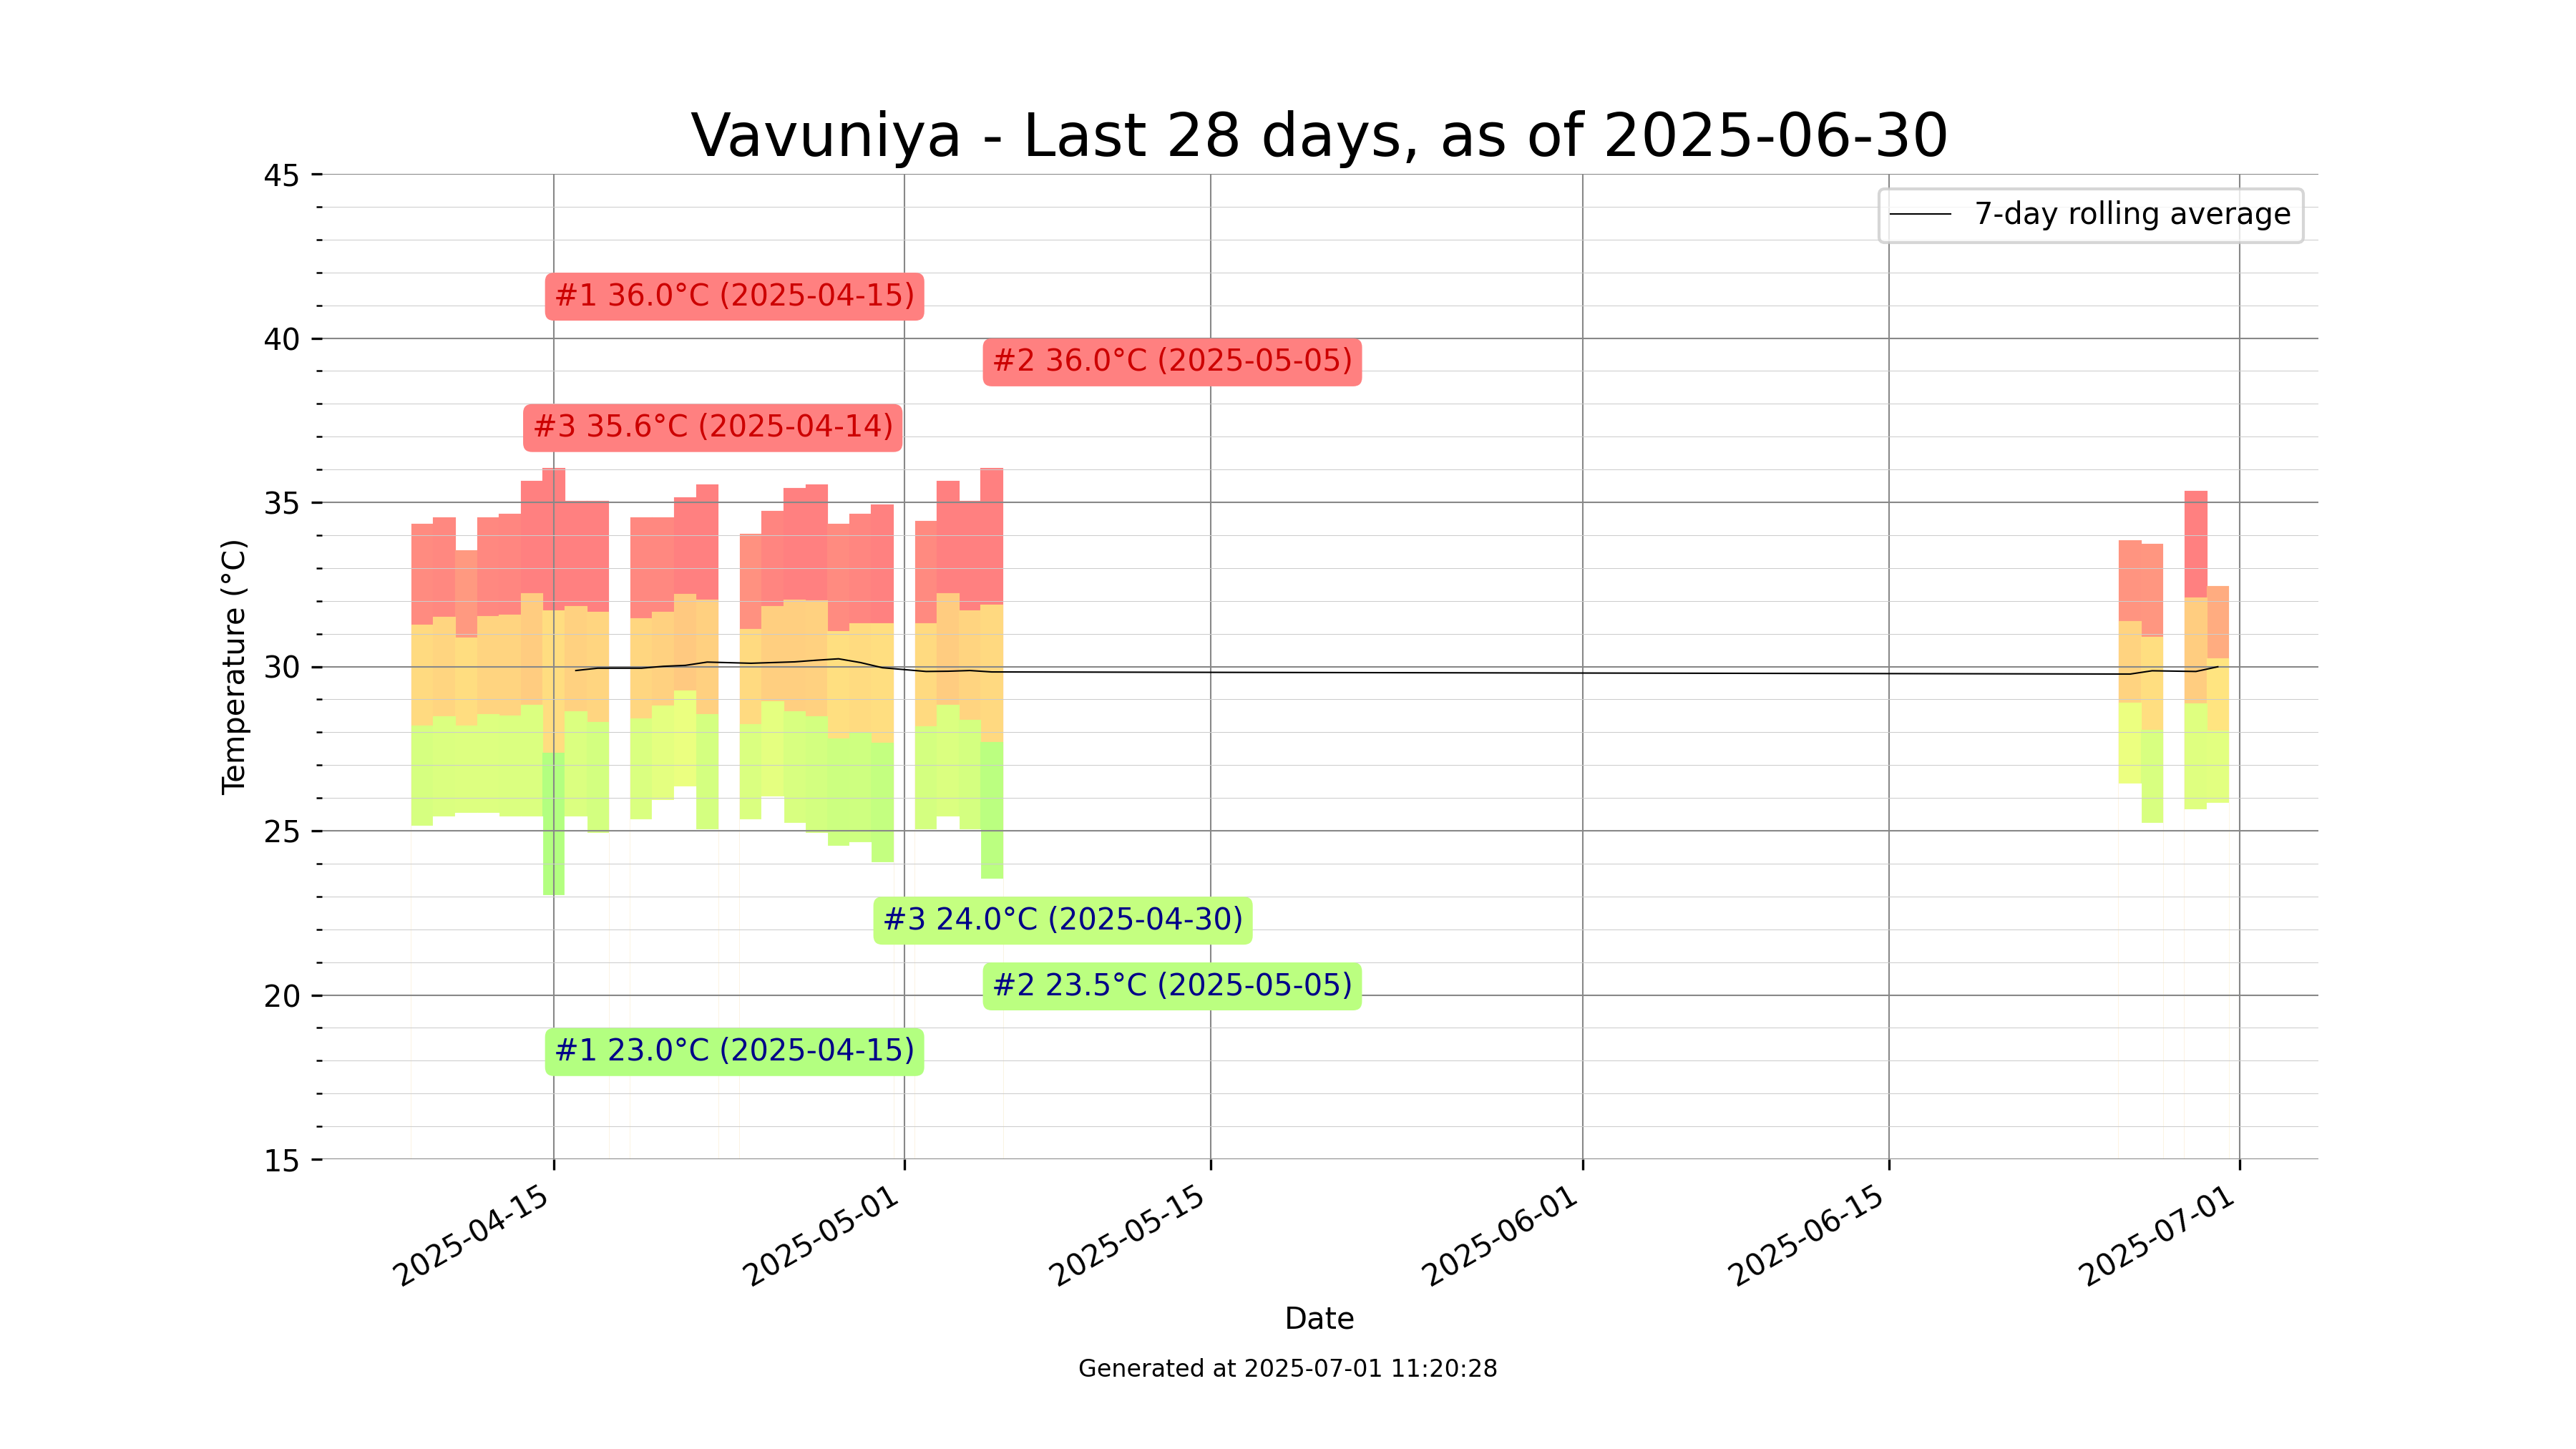 Vavuniya - Last 28 days, as of 2025-06-30
45
40
35
30
25
20
15
Temperature (°C)
7-day rolling average
#1 36.0°C (2025-04-15)
#2 36.0°C (2025-05-05)
#3 35.6°C (2025-04-14)
#3 24.0°C (2025-04-30)
#2 23.5°C (2025-05-05)
#1 23.0°C (2025-04-15)
2025-04-15
2025-05-01
2025-05-15
2025-06-01
2025-06-15
2025-07-01
Date
Generated at 2025-07-01 11:20:28